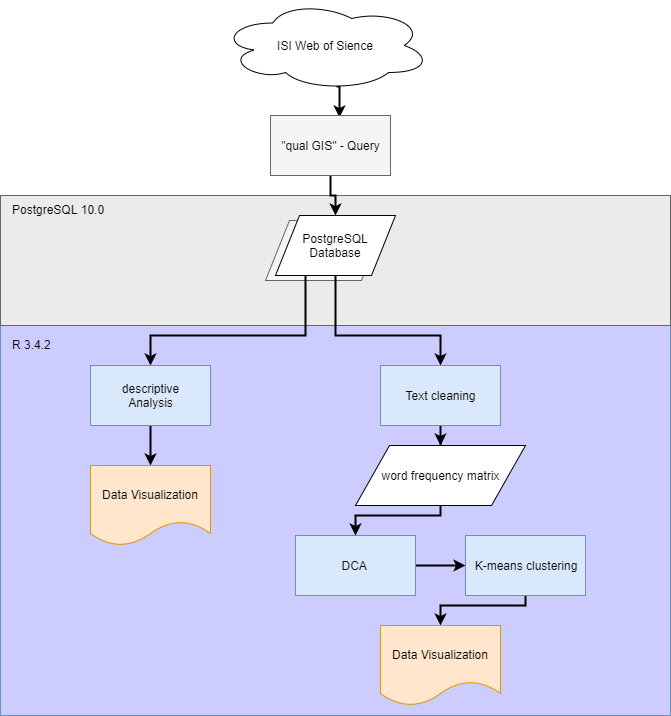 ISI Web of Sience
"qual GIS" - Query
PostgreSQL 10.0
PostgreSQL
Database
R 3.4.2
descriptive
Analysis
Text cleaning
Data Visualization
word frequency matrix
DCA
K-means clustering
Data Visualization